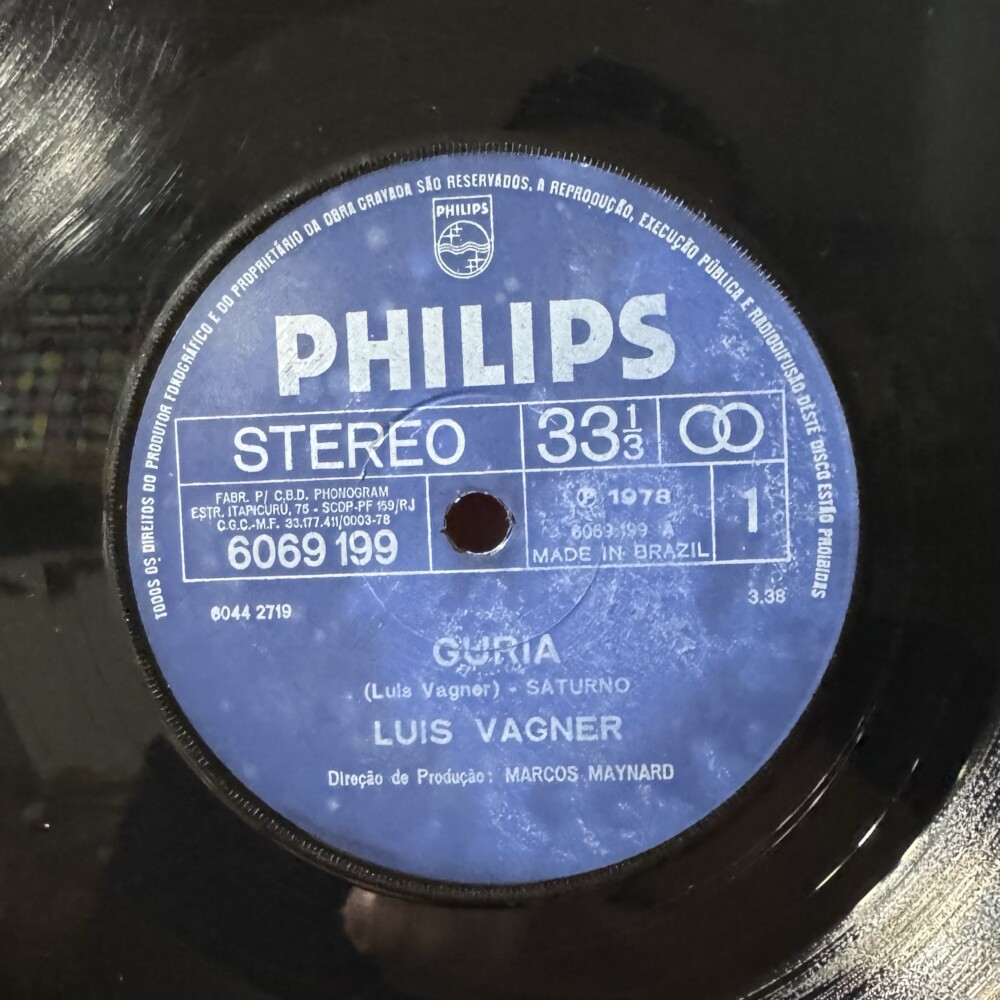 TODOS OS DIREITOS DO PRODUTOR FONOGRÁFICO E DO PROPRIETÁRIO DA OBRA GRAVADA SÃO RESERVADOS. A REPRODUÇÃO, EXECUÇÃO PÚBLICA E RADIODIFUSÃO DESTE DISCO ESTÃO PROIBIDAS
PHILIPS
PHILIPS
STEREO 33 1/3
FABR. P/ C.B.D. PHONOGRAM
ESTR. ITAPICURÚ, 75 - SCDP-PF 159/RJ
C.G.C.-M.F. 33.177.411/0003-78
6069 199
Ⓟ 1978
6069.199 A
MADE IN BRAZIL
1
6044 2719
3.38
GURIA
(Luis Vagner) - SATURNO
LUIS VAGNER
Direção de Produção: MARCOS MAYNARD